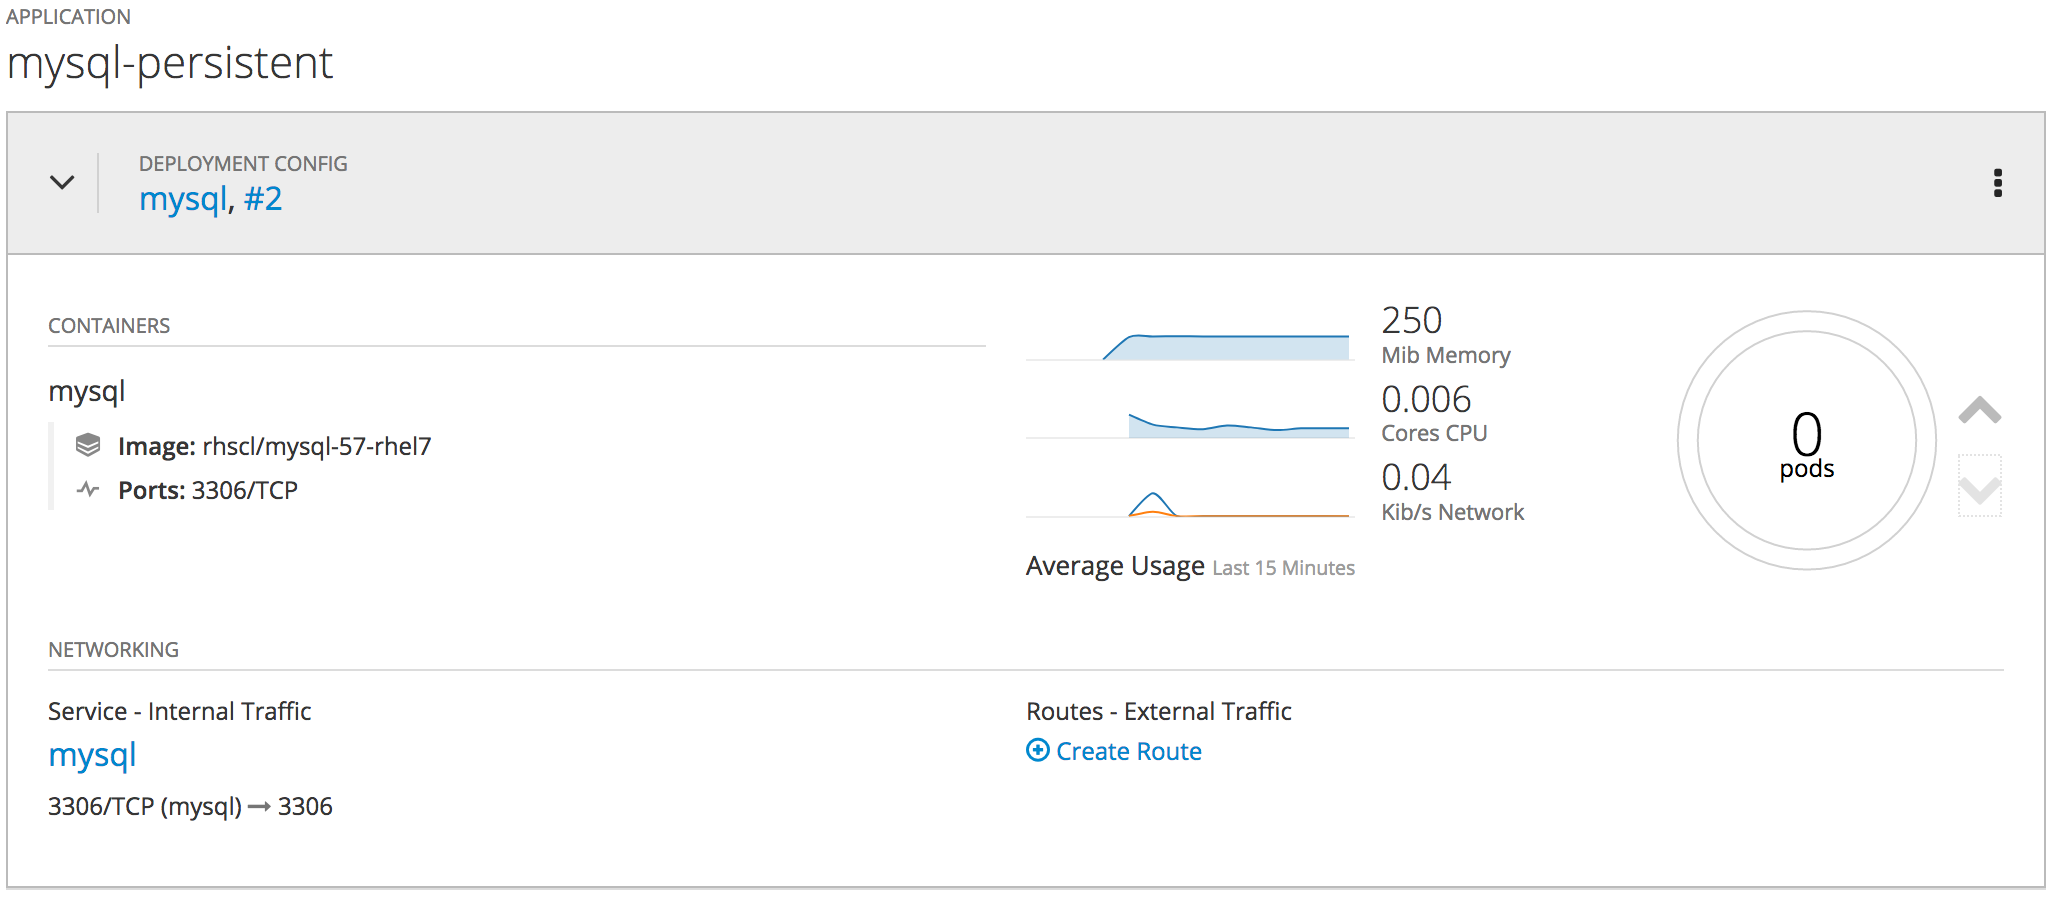 APPLICATION
mysql-persistent
DEPLOYMENT CONFIG
mysql, #2
CONTAINERS
mysql
Image: rhscl/mysql-57-rhel7
Ports: 3306/TCP
250
Mib Memory
0.006
Cores CPU
0.04
Kib/s Network
Average Usage Last 15 Minutes
0
pods
NETWORKING
Service - Internal Traffic
mysql
3306/TCP (mysql) → 3306
Routes - External Traffic
Create Route